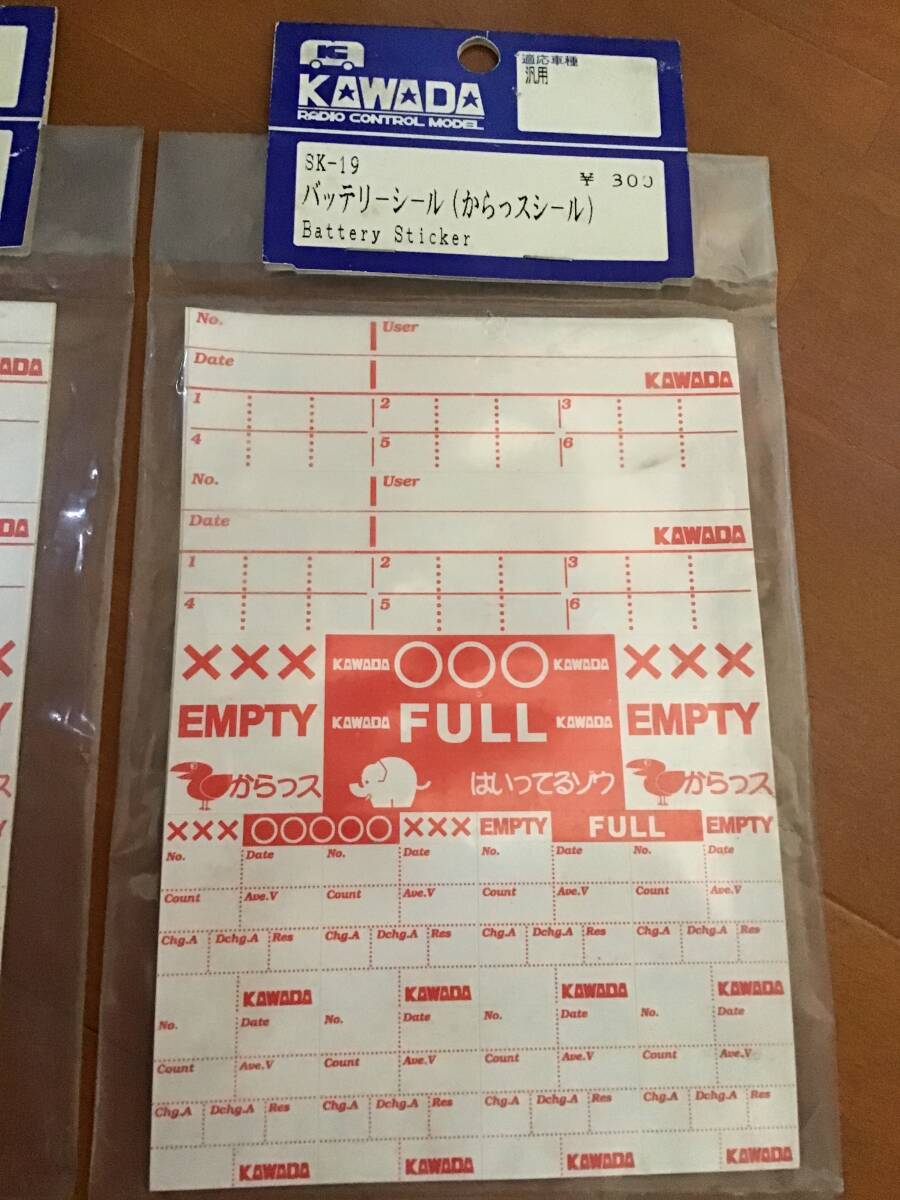 KAWADA
RADIO CONTROL MODEL
適応車種
汎用
SK-19
¥ 300
バッテリーシール(からっスシール)
Battery Sticker
No. User
Date KAWADA
1 2 3
4 5 6
No. User
Date KAWADA
1 2 3
4 5 6
××× KAWADA ○○○ KAWADA ×××
EMPTY KAWADA FULL KAWADA EMPTY
からっス はいってるゾウ からっス
××× ○○○○○ ××× EMPTY FULL EMPTY
No. Date No. Date No. Date No. Date
Count Ave.V Count Ave.V Count Ave.V Count Ave.V
Chg.A Dchg.A Res Chg.A Dchg.A Res Chg.A Dchg.A Res Chg.A Dchg.A Res
KAWADA KAWADA KAWADA KAWADA
No. Date No. Date No. Date No. Date
Count Ave.V Count Ave.V Count Ave.V Count Ave.V
Chg.A Dchg.A Res Chg.A Dchg.A Res Chg.A Dchg.A Res Chg.A Dchg.A Res
KAWADA KAWADA KAWADA KAWADA